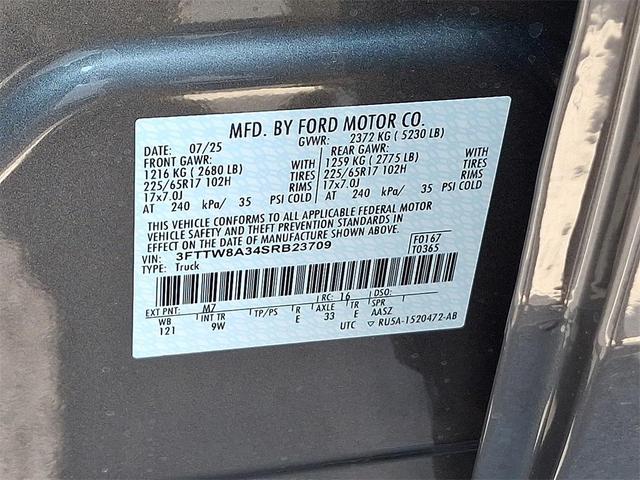 MFD. BY FORD MOTOR CO.
DATE: 07/25 GVWR: 2372 KG ( 5230 LB)
FRONT GAWR: REAR GAWR:
1216 KG ( 2680 LB) WITH 1259 KG ( 2775 LB) WITH
225/65R17 102H TIRES 225/65R17 102H TIRES
17x7.0J RIMS 17x7.0J RIMS
AT 240 kPa/ 35 PSI COLD AT 240 kPa/ 35 PSI COLD
THIS VEHICLE CONFORMS TO ALL APPLICABLE FEDERAL MOTOR
VEHICLE SAFETY AND THEFT PREVENTION STANDARDS IN
EFFECT ON THE DATE OF MANUFACTURE SHOWN ABOVE.
VIN: 3FTTW8A34SRB23709 F0167
TYPE: Truck T0365
EXT PNT: M7 RC: 16 DSO:
WB INT TR TP/PS R AXLE TR SPR
121 9W E 33 E AASZ
UTC ▽ RU5A-1520472-AB